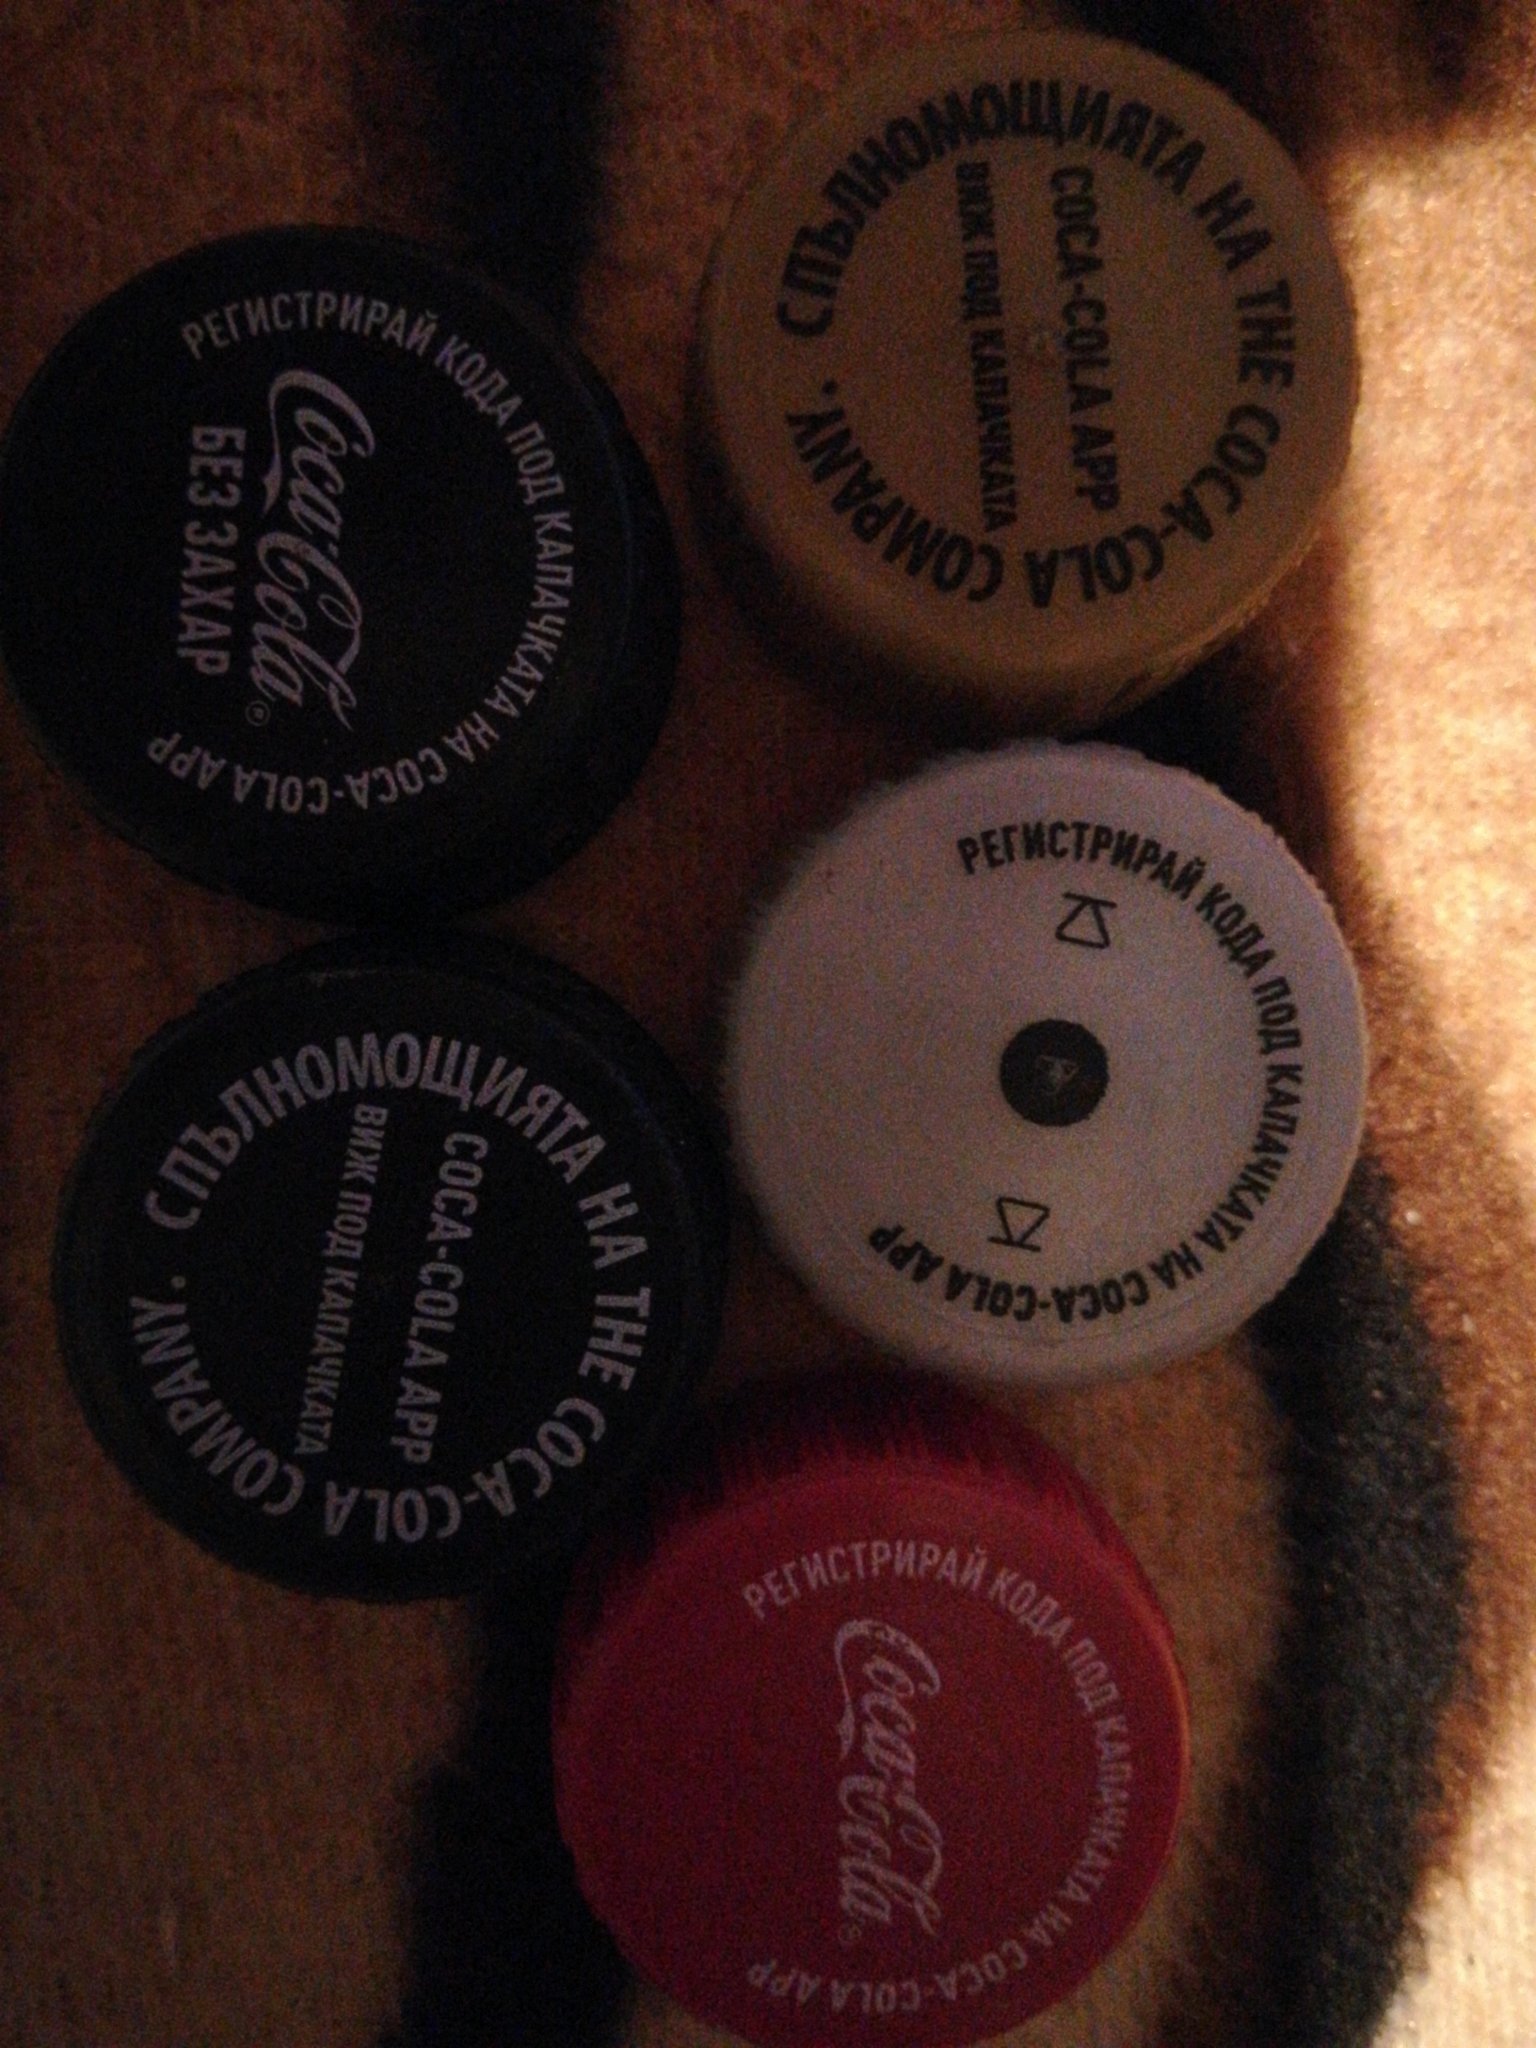 СПЪЛНОМОЩИЯТА НА THE COCA-COLA COMPANY.
COCA-COLA APP
ВИЖ ПОД КАПАЧКАТА
РЕГИСТРИРАЙ КОДА ПОД КАПАЧКАТА НА COCA-COLA APP
Coca-Cola®
БЕЗ ЗАХАР
РЕГИСТРИРАЙ КОДА ПОД КАПАЧКАТА НА COCA-COLA APP
СПЪЛНОМОЩИЯТА НА THE COCA-COLA COMPANY.
COCA-COLA APP
ВИЖ ПОД КАПАЧКАТА
РЕГИСТРИРАЙ КОДА ПОД КАПАЧКАТА НА COCA-COLA APP
Coca-Cola®